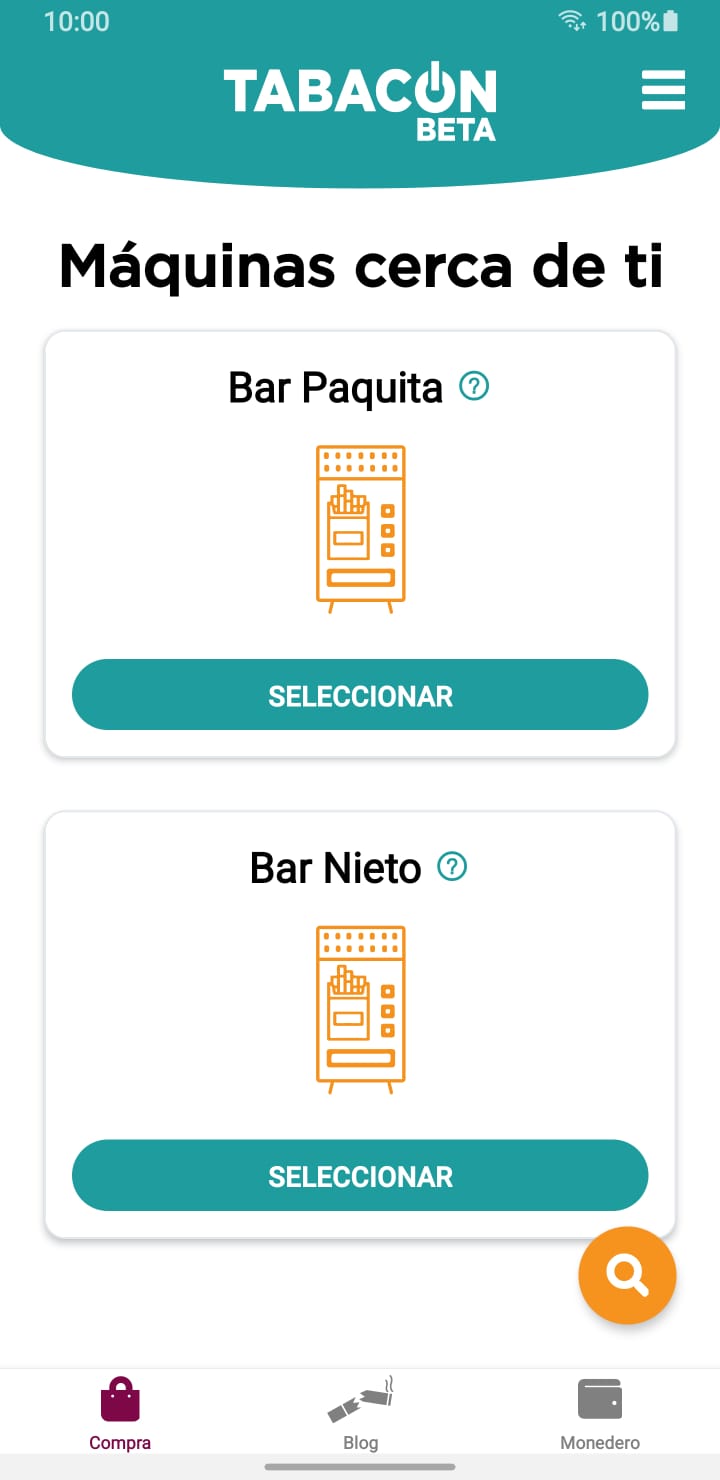 10:00 100%
TABACON
BETA
Máquinas cerca de ti
Bar Paquita ?
SELECCIONAR
Bar Nieto ?
SELECCIONAR
Compra Blog Monedero